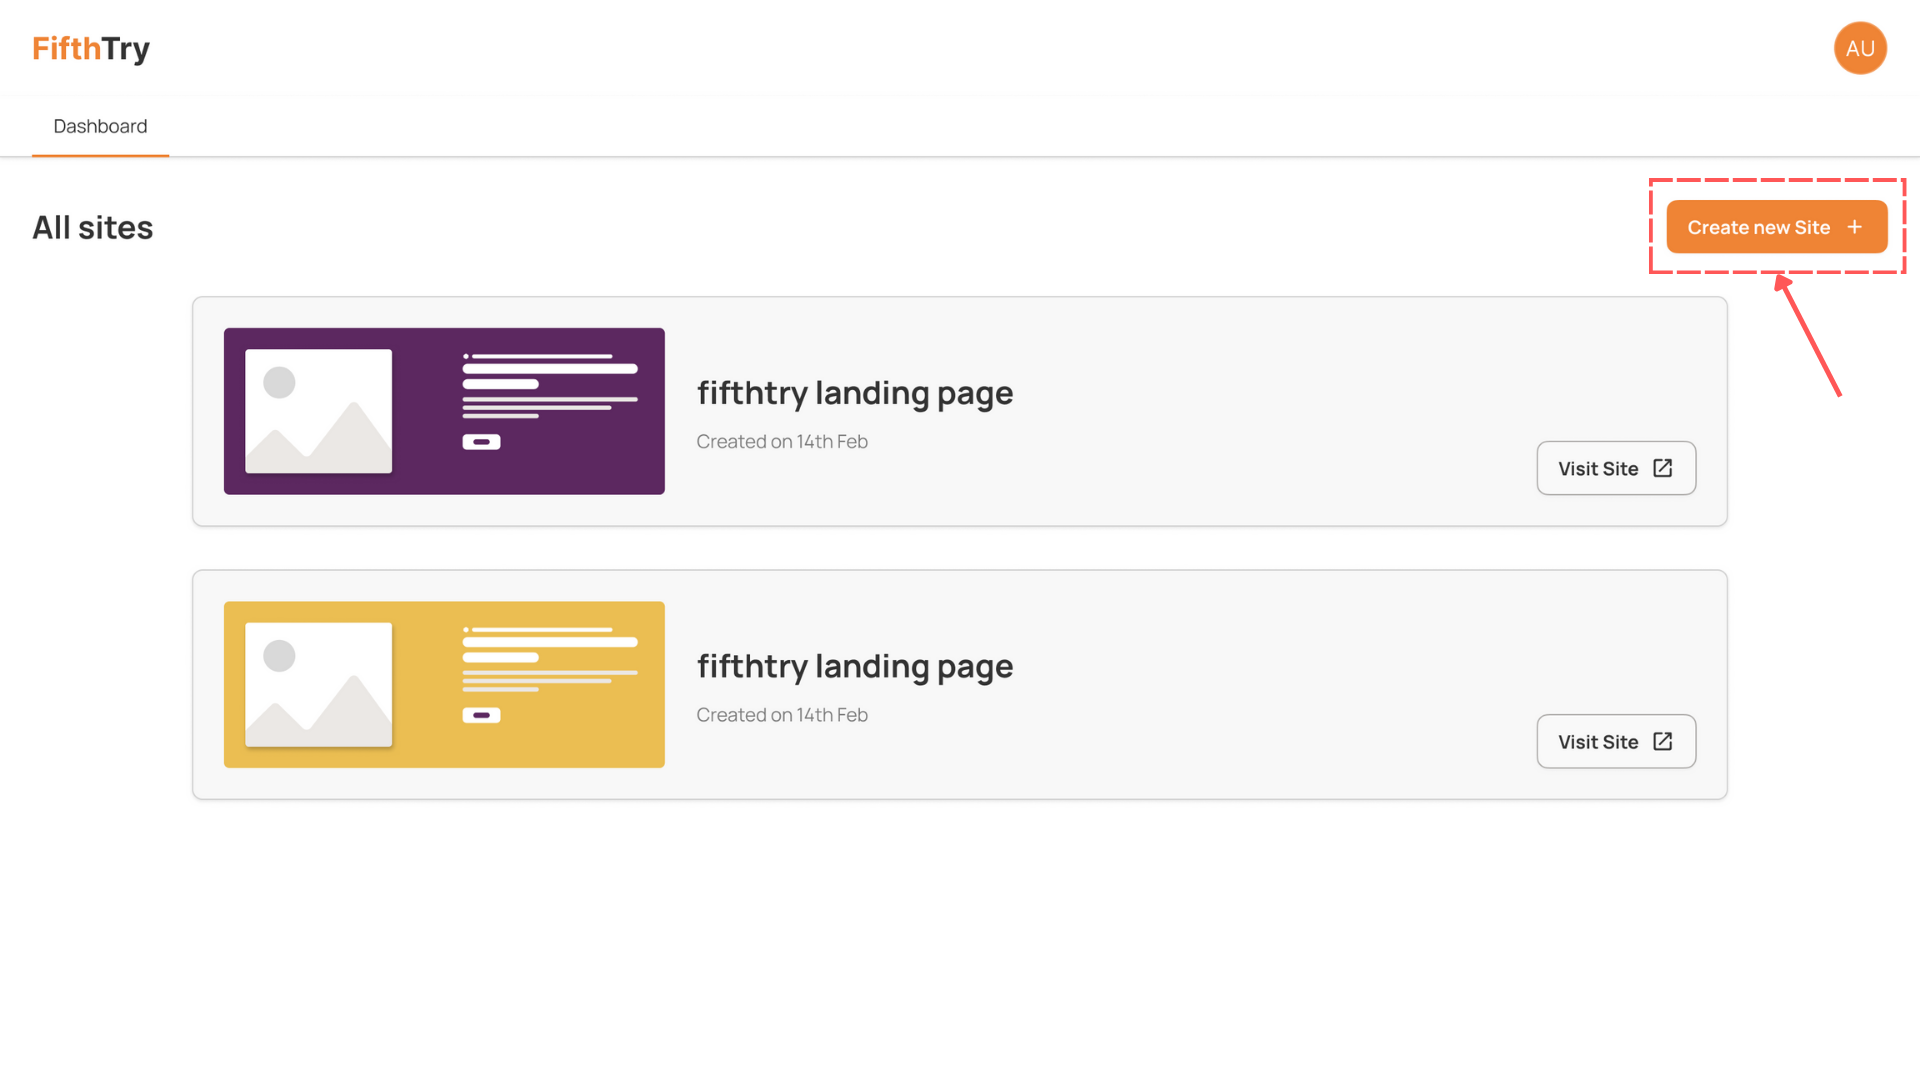 FifthTry
AU
Dashboard
All sites
Create new Site +
fifthtry landing page
Created on 14th Feb
Visit Site
fifthtry landing page
Created on 14th Feb
Visit Site